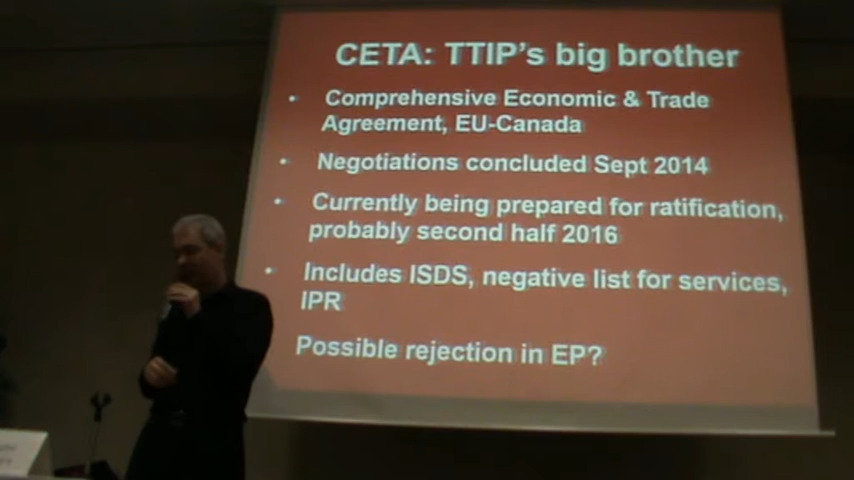 CETA: TTIP's big brother
• Comprehensive Economic & Trade
Agreement, EU-Canada
• Negotiations concluded Sept 2014
• Currently being prepared for ratification,
probably second half 2016
• Includes ISDS, negative list for services,
IPR
Possible rejection in EP?